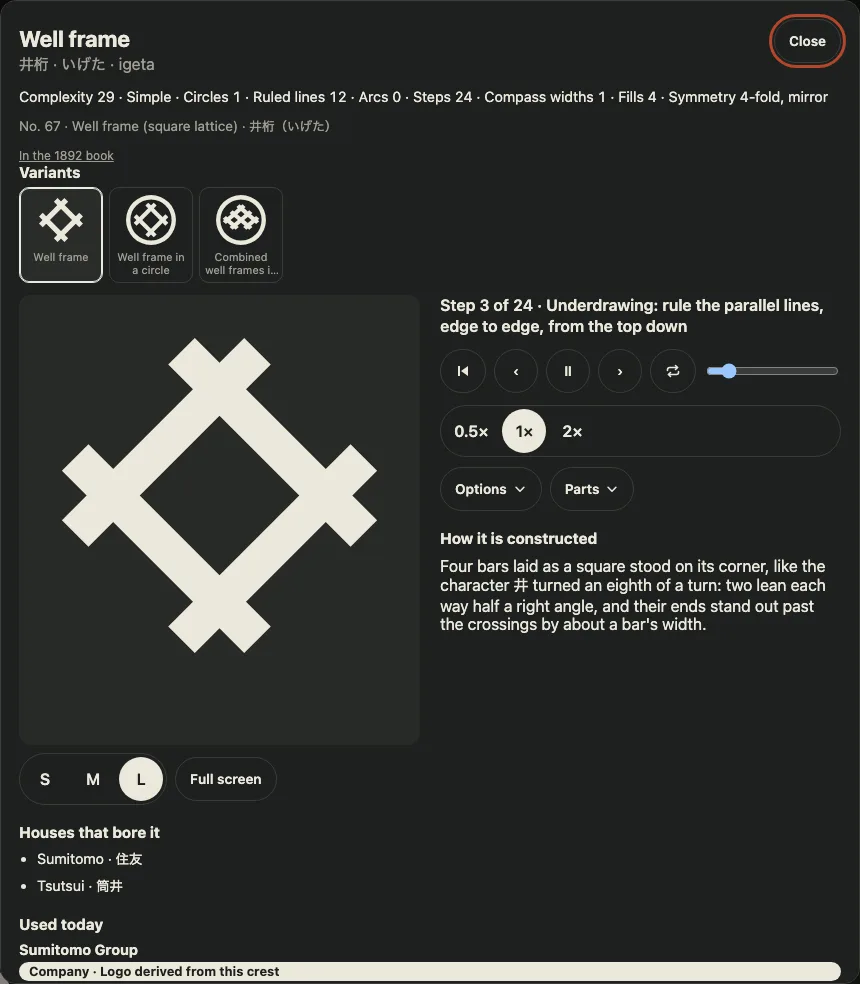 Well frame
Close
井桁 · いげた · igeta
Complexity 29 · Simple · Circles 1 · Ruled lines 12 · Arcs 0 · Steps 24 · Compass widths 1 · Fills 4 · Symmetry 4-fold, mirror
No. 67 · Well frame (square lattice) · 井桁（いげた）
In the 1892 book
Variants
Well frame
Well frame in
a circle
Combined
well frames i...
Step 3 of 24 · Underdrawing: rule the parallel lines,
edge to edge, from the top down
0.5× 1× 2×
Options
Parts
How it is constructed
Four bars laid as a square stood on its corner, like the
character 井 turned an eighth of a turn: two lean each
way half a right angle, and their ends stand out past
the crossings by about a bar's width.
S M L
Full screen
Houses that bore it
• Sumitomo · 住友
• Tsutsui · 筒井
Used today
Sumitomo Group
Company · Logo derived from this crest